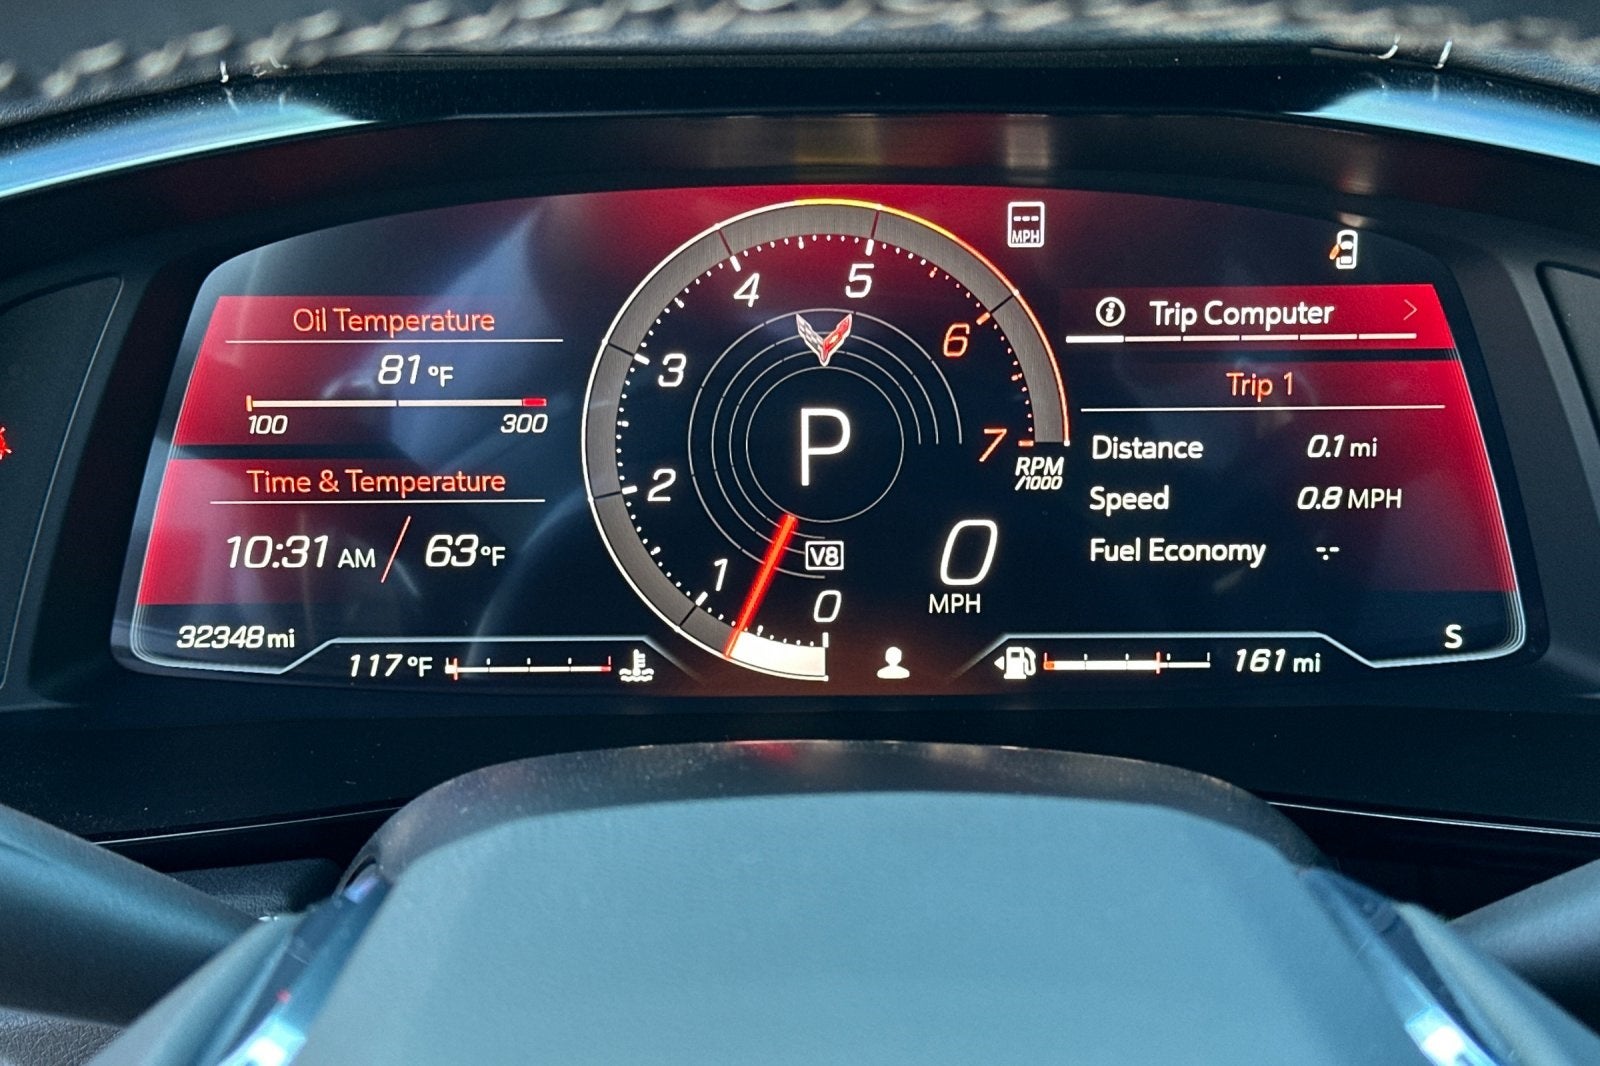 Oil Temperature
81 °F
100 300
Time & Temperature
10:31 AM / 63°F
32348 mi
117 °F
0
1
2
3
4
5
6
7
RPM
/1000
P
V8
0
MPH
--- MPH
Trip Computer >
Trip 1
Distance 0.1 mi
Speed 0.8 MPH
Fuel Economy -.-
S
161 mi